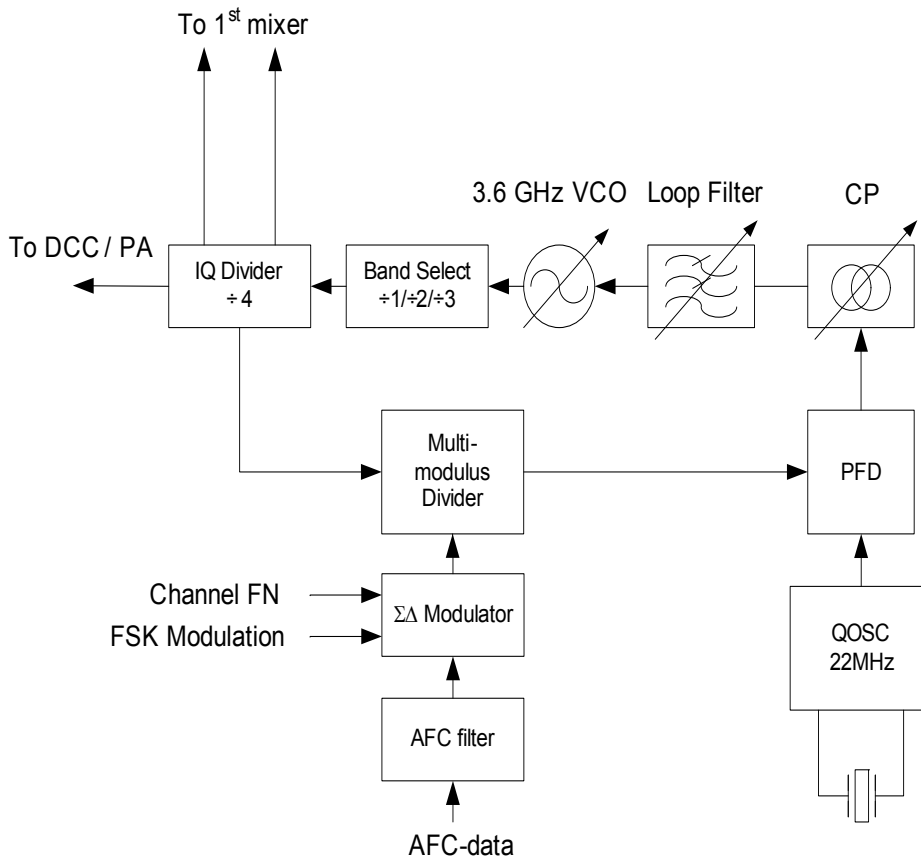 To 1st mixer
3.6 GHz VCO
Loop Filter
CP
To DCC / PA
IQ Divider
÷ 4
Band Select
÷1/÷2/÷3
Multi-
modulus
Divider
PFD
Channel FN
FSK Modulation
ΣΔ Modulator
QOSC
22MHz
AFC filter
AFC-data